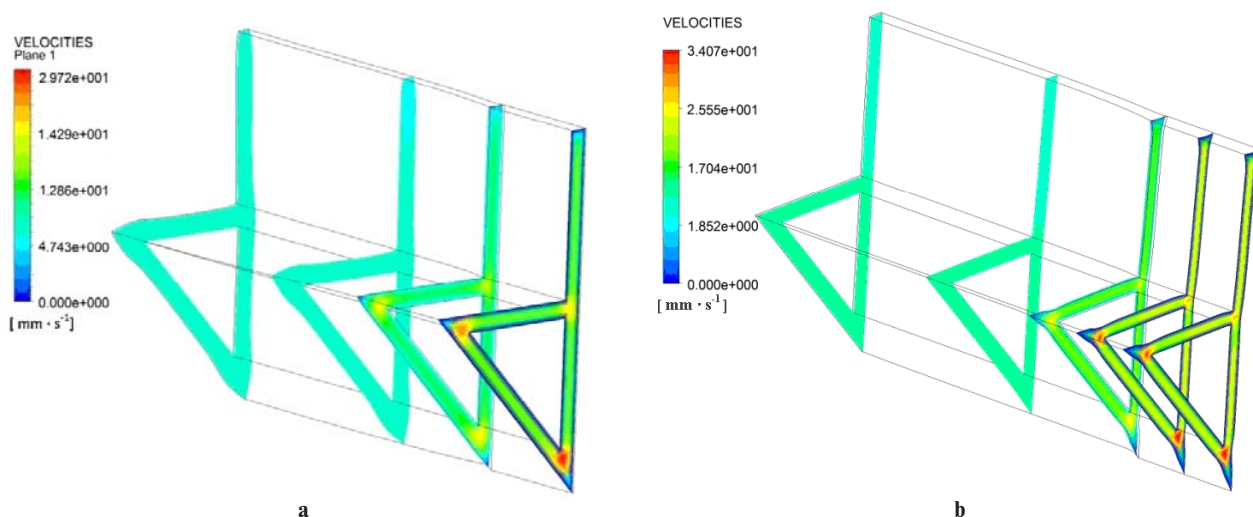 VELOCITIES
Plane 1
2.972e+001
1.429e+001
1.286e+001
4.743e+000
0.000e+000
[ mm · s⁻¹]
a
VELOCITIES
3.407e+001
2.555e+001
1.704e+001
1.852e+000
0.000e+000
[ mm · s⁻¹]
b